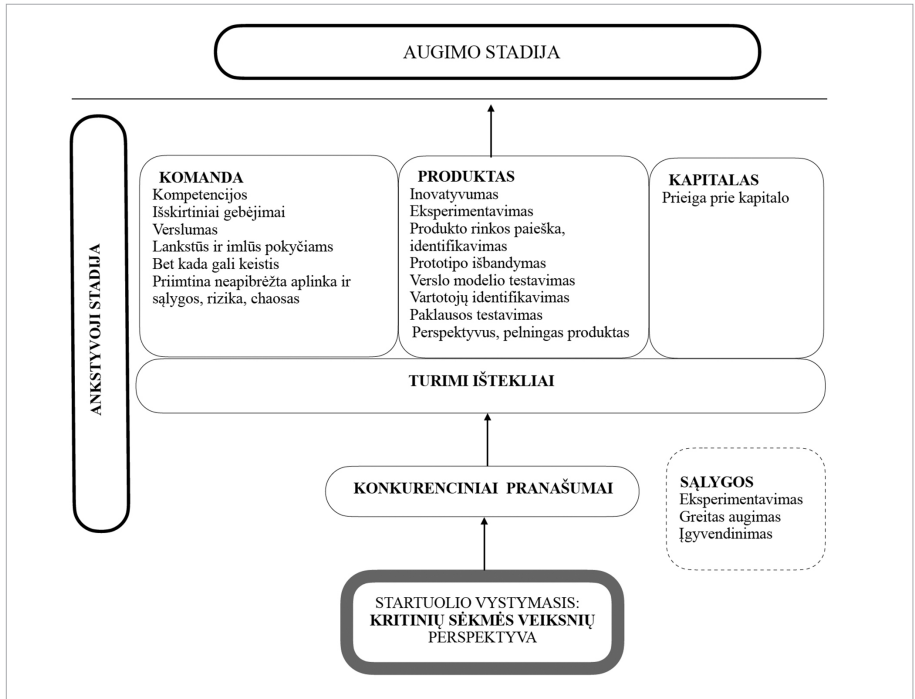 AUGIMO STADIJA
ANKSTYVOJI STADIJA
KOMANDA
Kompetencijos
Išskirtiniai gebėjimai
Verslumas
Lankstūs ir imlūs pokyčiams
Bet kada gali keistis
Priimtina neapibrėžta aplinka ir
sąlygos, rizika, chaosas
PRODUKTAS
Inovatyvumas
Eksperimentavimas
Produkto rinkos paieška,
identifikavimas
Prototipo išbandymas
Verslo modelio testavimas
Vartotojų identifikavimas
Paklausos testavimas
Perspektyvus, pelningas produktas
KAPITALAS
Prieiga prie kapitalo
TURIMI IŠTEKLIAI
KONKURENCINIAI PRANAŠUMAI
SĄLYGOS
Eksperimentavimas
Greitas augimas
Įgyvendinimas
STARTUOLIO VYSTYMASIS:
KRITINIŲ SĖKMĖS VEIKSNIŲ
PERSPEKTYVA